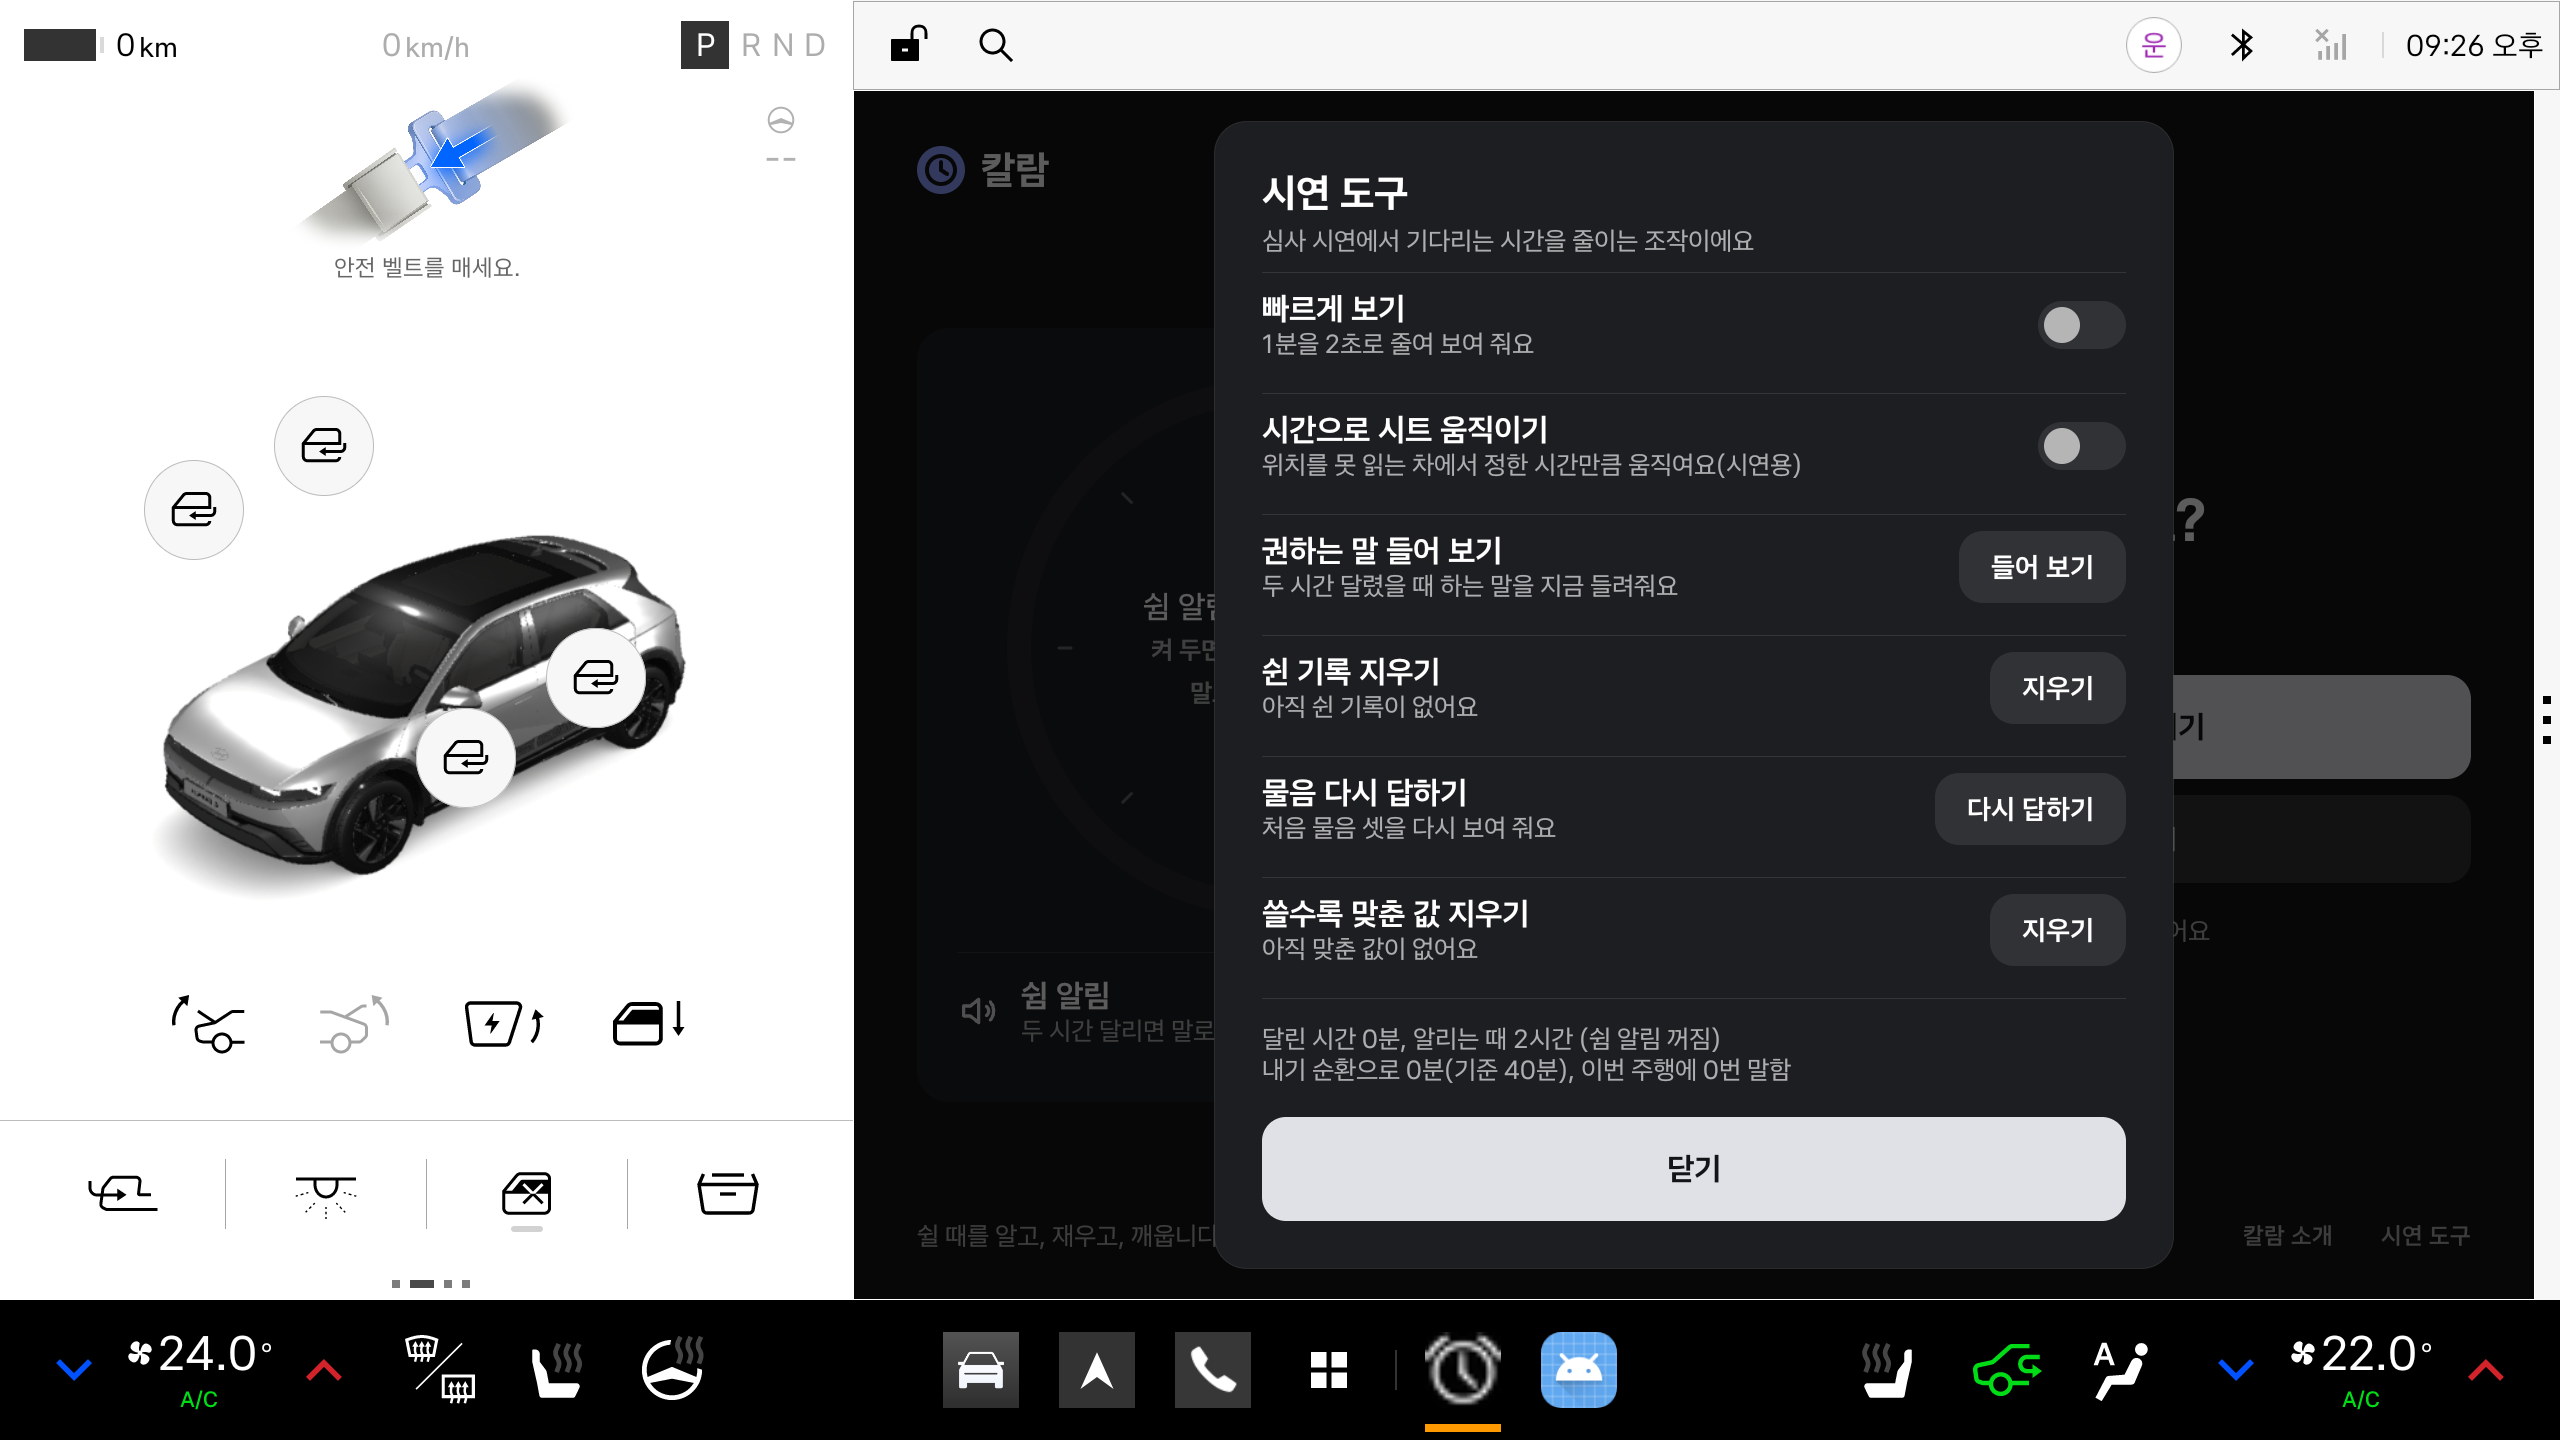 0 km
0 km/h
P R N D
운
09:26 오후
안전 벨트를 매세요.
칼람
시연 도구
심사 시연에서 기다리는 시간을 줄이는 조작이에요
빠르게 보기
1분을 2초로 줄여 보여 줘요
시간으로 시트 움직이기
위치를 못 읽는 차에서 정한 시간만큼 움직여요(시연용)
권하는 말 들어 보기
두 시간 달렸을 때 하는 말을 지금 들려줘요
들어 보기
쉰 기록 지우기
아직 쉰 기록이 없어요
지우기
물음 다시 답하기
처음 물음 셋을 다시 보여 줘요
다시 답하기
쓸수록 맞춘 값 지우기
아직 맞춘 값이 없어요
지우기
달린 시간 0분, 알리는 때 2시간 (쉼 알림 꺼짐)
내기 순환으로 0분(기준 40분), 이번 주행에 0번 말함
닫기
쉼
켜 두면
?
기
어요
쉼 알림
두 시간 달리면 말로
쉴 때를 알고, 재우고, 깨웁니다
칼람 소개
시연 도구
24.0°
A/C
A
22.0°
A/C